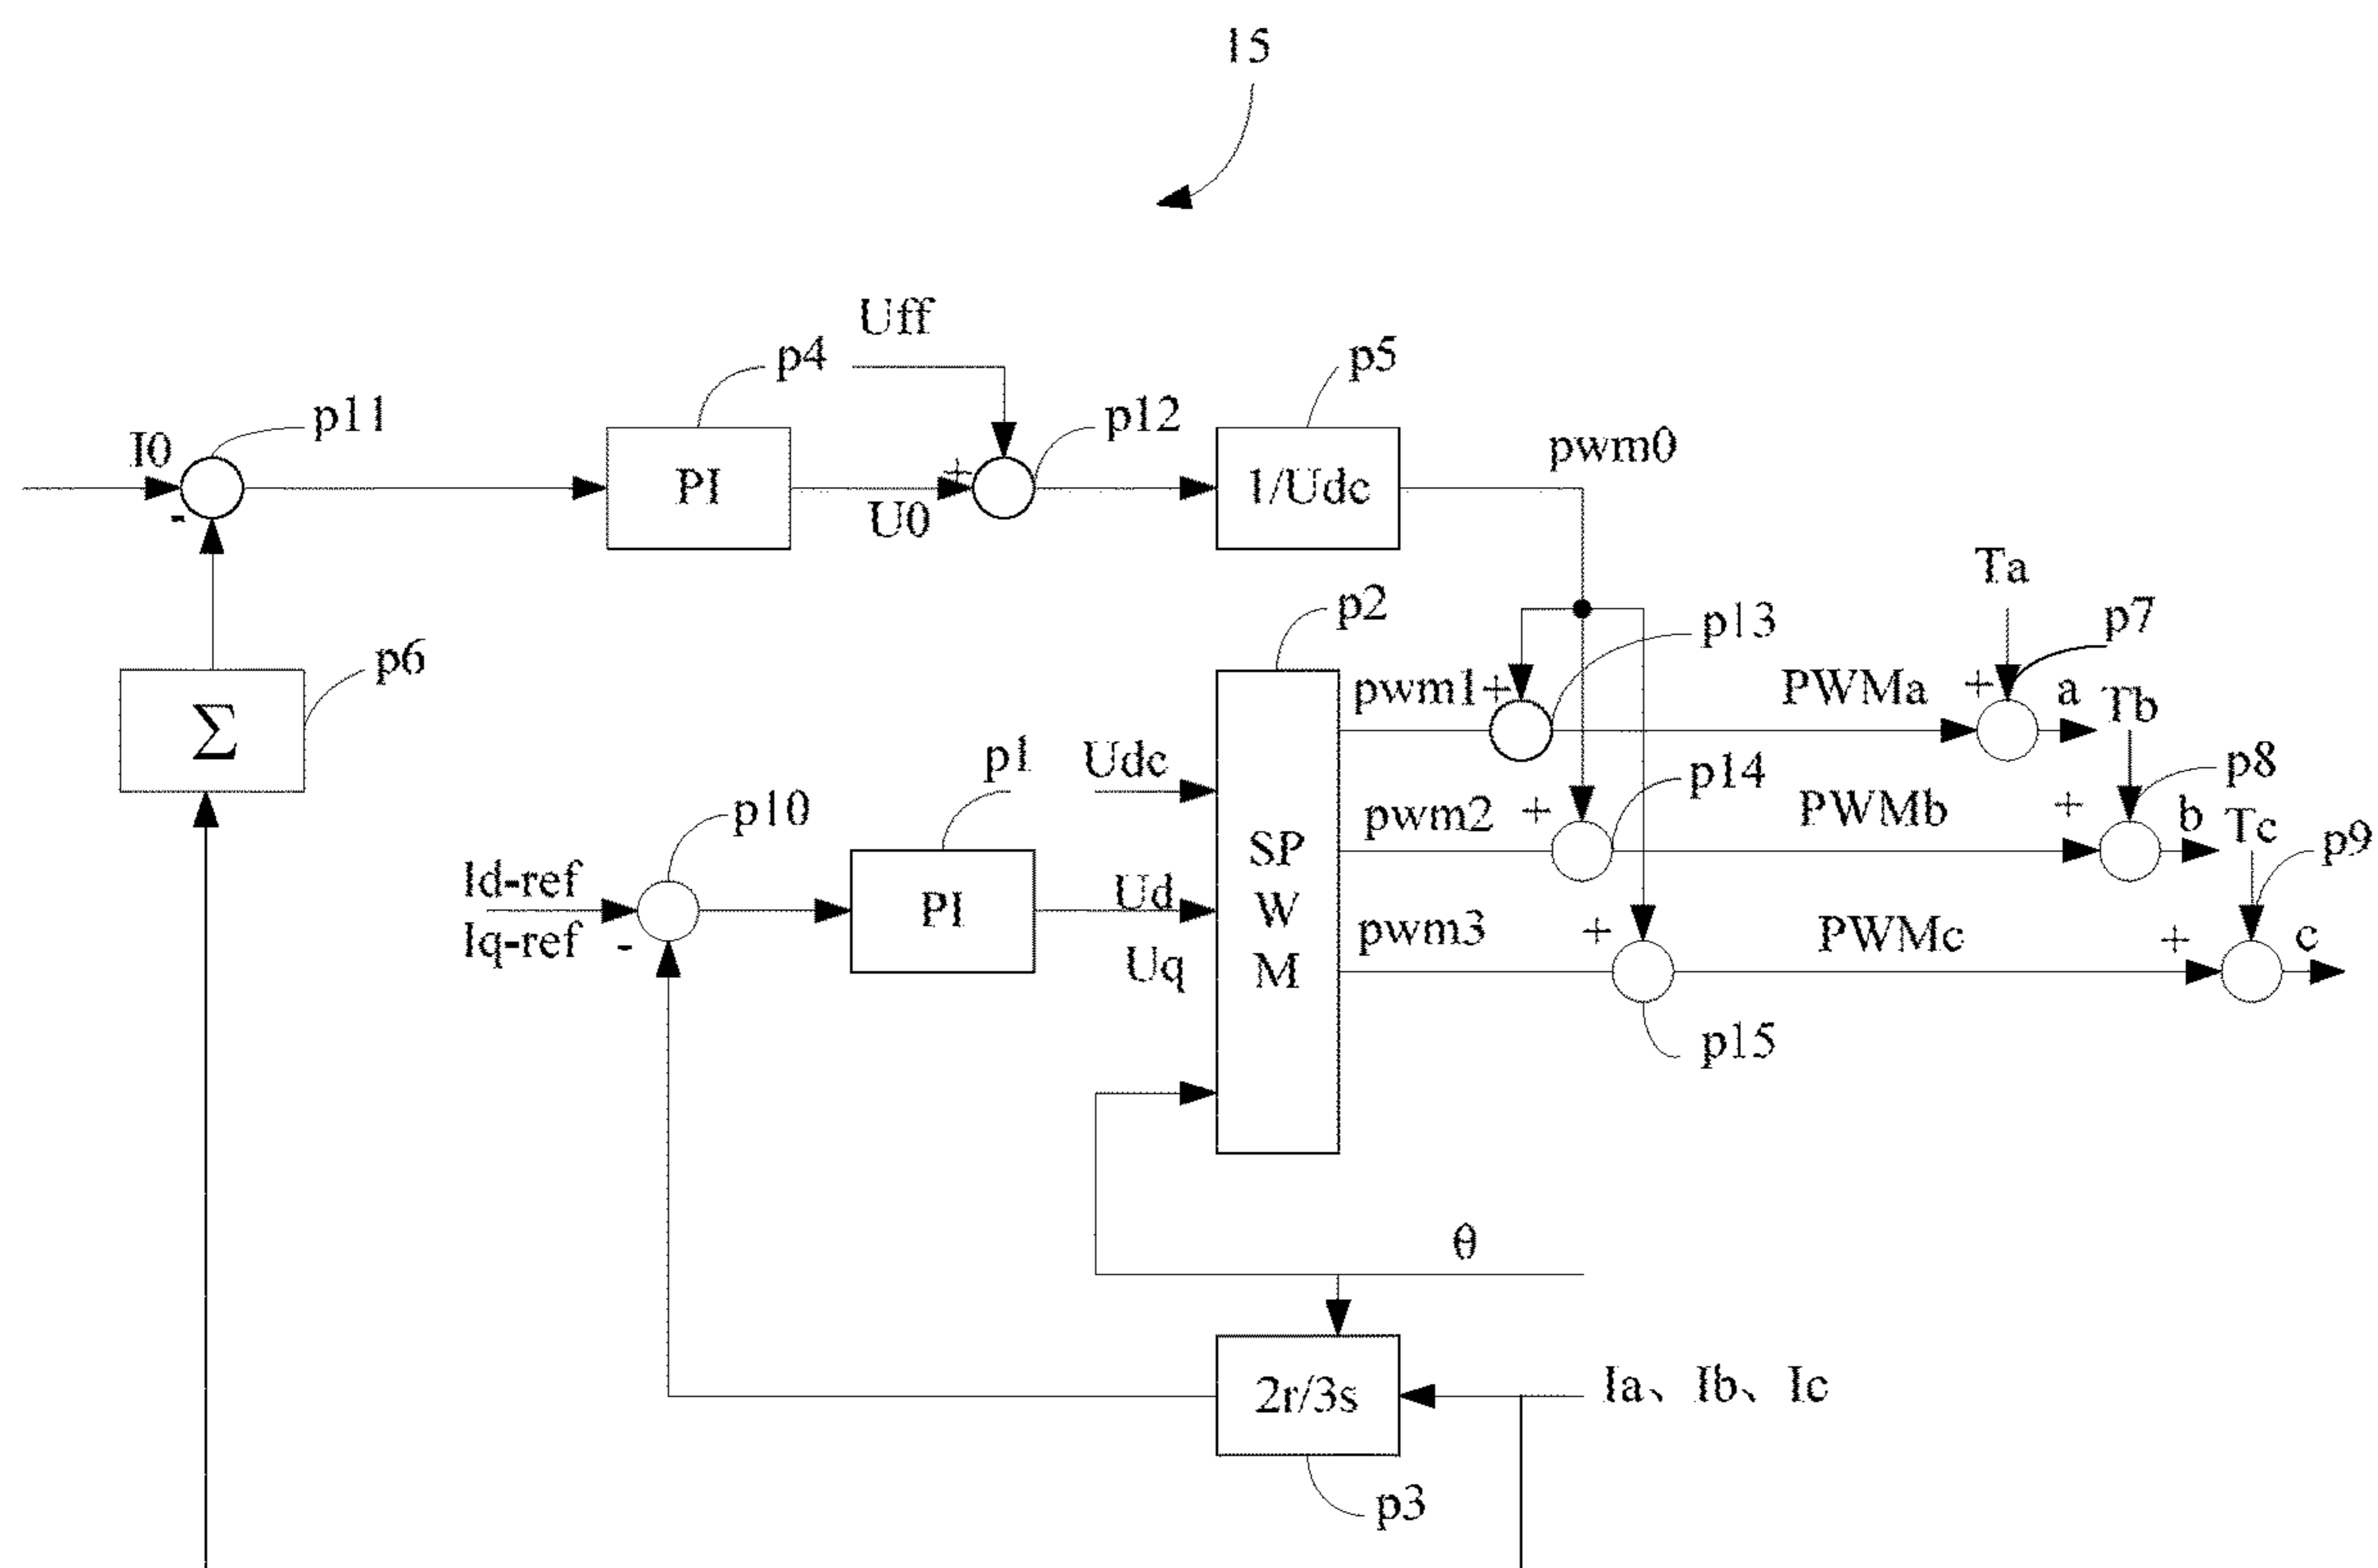 15
Uff
p4
p5
p11
p12
I0
PI
1/Udc
pwm0
+
-
U0
Ta
p2
p13
p7
p6
pwm1
+
PWMa
+
a
Tb
Σ
p1
Udc
p14
p8
p10
pwm2
+
PWMb
+
b
Tc
p9
SP
W
M
Id-ref
PI
Ud
Iq-ref
-
Uq
pwm3
+
PWMc
+
c
p15
θ
2r/3s
Ia、Ib、Ic
p3